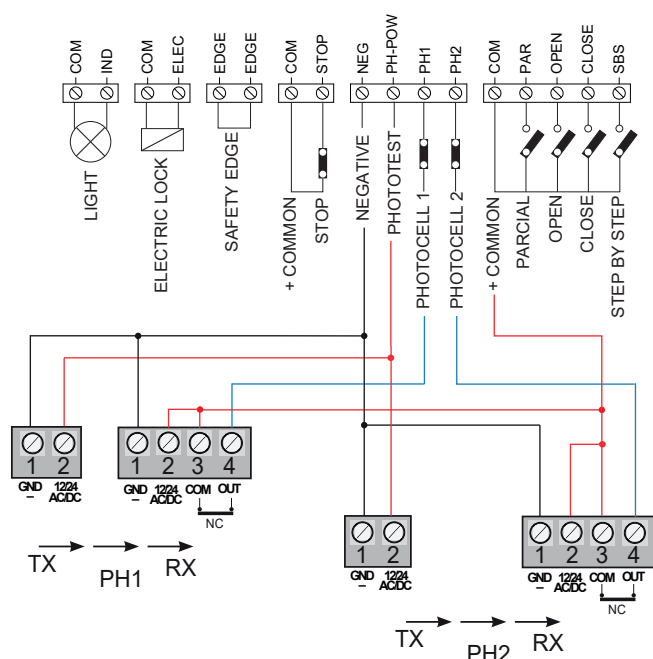 COM IND
COM ELEC
EDGE EDGE
COM STOP
NEG PH-POW PH1 PH2
COM PAR OPEN CLOSE SBS
LIGHT
ELECTRIC LOCK
SAFETY EDGE
+ COMMON
STOP
NEGATIVE
PHOTOTEST
PHOTOCELL 1
PHOTOCELL 2
+ COMMON
PARCIAL
OPEN
CLOSE
STEP BY STEP
1 2
GND 12/24
– AC/DC
1 2 3 4
GND 12/24 COM OUT
– AC/DC
NC
TX PH1 RX
1 2
GND 12/24
– AC/DC
1 2 3 4
GND 12/24 COM OUT
– AC/DC
NC
TX PH2 RX